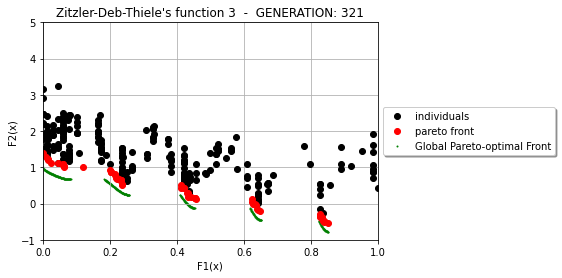 Zitzler-Deb-Thiele's function 3 - GENERATION: 321
5
4
3
2
1
0
−1
F2(x)
0.0 0.2 0.4 0.6 0.8 1.0
F1(x)
individuals
pareto front
Global Pareto-optimal Front